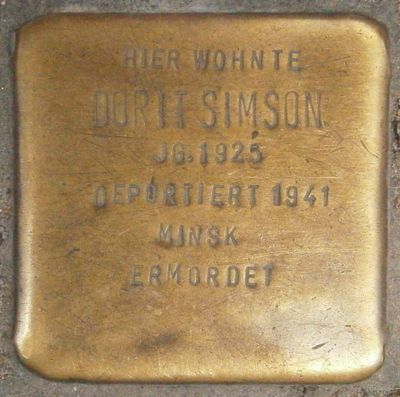 HIER WOHNTE
DORIT SIMSON
JG. 1925
DEPORTIERT 1941
MINSK
ERMORDET